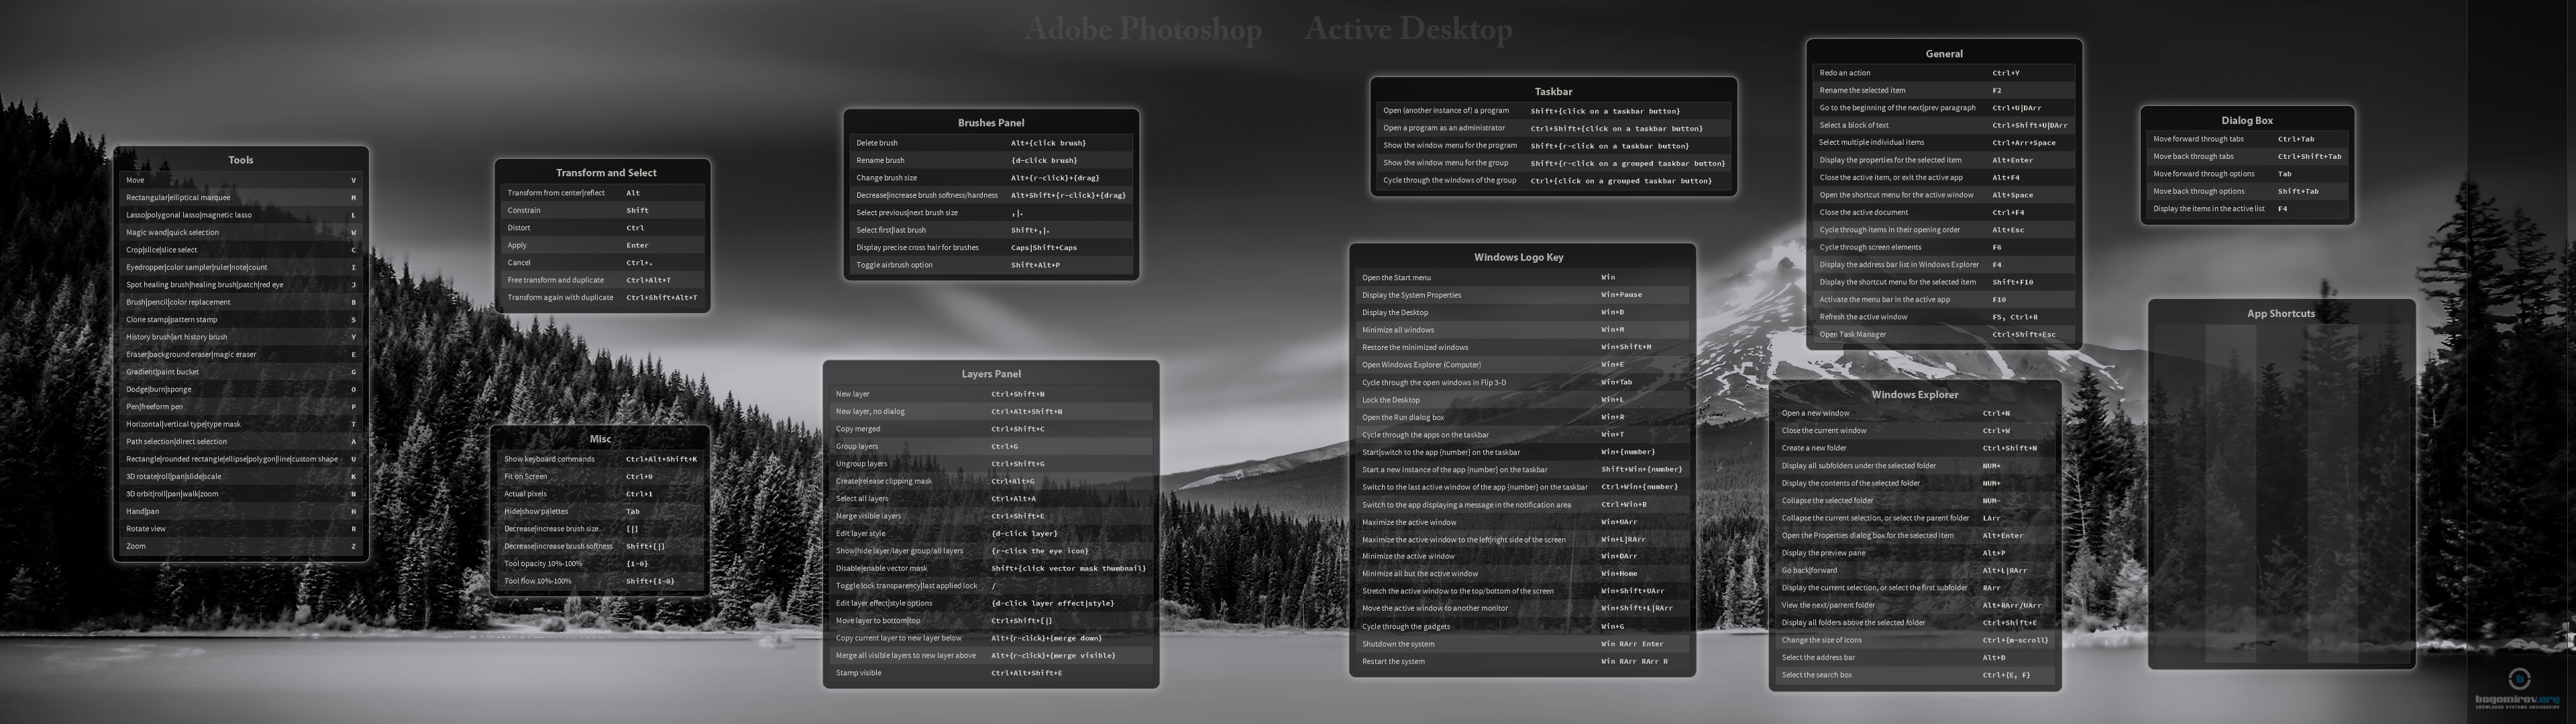 Adobe Photoshop Active Desktop
Tools
Move V
Rectangular|elliptical marquee M
Lasso|polygonal lasso|magnetic lasso L
Magic wand|quick selection W
Crop|slice|slice select C
Eyedropper|color sampler|ruler|note|count I
Spot healing brush|healing brush|patch|red eye J
Brush|pencil|color replacement B
Clone stamp|pattern stamp S
History brush|art history brush Y
Eraser|background eraser|magic eraser E
Gradient|paint bucket G
Dodge|burn|sponge O
Pen|freeform pen P
Horizontal|vertical type|type mask T
Path selection|direct selection A
Rectangle|rounded rectangle|ellipse|polygon|line|custom shape U
3D rotate|roll|pan|slide|scale K
3D orbit|roll|pan|walk|zoom N
Hand|pan H
Rotate view R
Zoom Z
Transform and Select
Transform from center|reflect Alt
Constrain Shift
Distort Ctrl
Apply Enter
Cancel Ctrl+.
Free transform and duplicate Ctrl+Alt+T
Transform again with duplicate Ctrl+Shift+Alt+T
Misc
Show keyboard commands Ctrl+Alt+Shift+K
Fit on Screen Ctrl+0
Actual pixels Ctrl+1
Hide|show palettes Tab
Decrease|increase brush size [|]
Decrease|increase brush softness Shift+[|]
Tool opacity 10%-100% {1-0}
Tool flow 10%-100% Shift+{1-0}
Brushes Panel
Delete brush Alt+{click brush}
Rename brush {d-click brush}
Change brush size Alt+{r-click}+{drag}
Decrease|increase brush softness/hardness Alt+Shift+{r-click}+{drag}
Select previous|next brush size ,|.
Select first|last brush Shift+,|.
Display precise cross hair for brushes Caps|Shift+Caps
Toggle airbrush option Shift+Alt+P
Layers Panel
New layer Ctrl+Shift+N
New layer, no dialog Ctrl+Alt+Shift+N
Copy merged Ctrl+Shift+C
Group layers Ctrl+G
Ungroup layers Ctrl+Shift+G
Create|release clipping mask Ctrl+Alt+G
Select all layers Ctrl+Alt+A
Merge visible layers Ctrl+Shift+E
Edit layer style {d-click layer}
Show|hide layer/layer group/all layers {r-click the eye icon}
Disable|enable vector mask Shift+{click vector mask thumbnail}
Toggle lock transparency|last applied lock /
Edit layer effect|style options {d-click layer effect|style}
Move layer to bottom|top Ctrl+Shift+[|]
Copy current layer to new layer below Alt+{r-click}+{merge down}
Merge all visible layers to new layer above Alt+{r-click}+{merge visible}
Stamp visible Ctrl+Alt+Shift+E
Taskbar
Open (another instance of) a program Shift+{click on a taskbar button}
Open a program as an administrator Ctrl+Shift+{click on a taskbar button}
Show the window menu for the program Shift+{r-click on a taskbar button}
Show the window menu for the group Shift+{r-click on a grouped taskbar button}
Cycle through the windows of the group Ctrl+{click on a grouped taskbar button}
Windows Logo Key
Open the Start menu Win
Display the System Properties Win+Pause
Display the Desktop Win+D
Minimize all windows Win+M
Restore the minimized windows Win+Shift+M
Open Windows Explorer (Computer) Win+E
Cycle through the open windows in Flip 3-D Win+Tab
Lock the Desktop Win+L
Open the Run dialog box Win+R
Cycle through the apps on the taskbar Win+T
Start|switch to the app {number} on the taskbar Win+{number}
Start a new instance of the app {number} on the taskbar Shift+Win+{number}
Switch to the last active window of the app {number} on the taskbar Ctrl+Win+{number}
Switch to the app displaying a message in the notification area Ctrl+Win+B
Maximize the active window Win+UArr
Maximize the active window to the left|right side of the screen Win+L|RArr
Minimize the active window Win+DArr
Minimize all but the active window Win+Home
Stretch the active window to the top/bottom of the screen Win+Shift+UArr
Move the active window to another monitor Win+Shift+L|RArr
Cycle through the gadgets Win+G
Shutdown the system Win RArr Enter
Restart the system Win RArr RArr R
General
Redo an action Ctrl+Y
Rename the selected item F2
Go to the beginning of the next|prev paragraph Ctrl+U|DArr
Select a block of text Ctrl+Shift+U|DArr
Select multiple individual items Ctrl+Arr+Space
Display the properties for the selected item Alt+Enter
Close the active item, or exit the active app Alt+F4
Open the shortcut menu for the active window Alt+Space
Close the active document Ctrl+F4
Cycle through items in their opening order Alt+Esc
Cycle through screen elements F6
Display the address bar list in Windows Explorer F4
Display the shortcut menu for the selected item Shift+F10
Activate the menu bar in the active app F10
Refresh the active window F5, Ctrl+R
Open Task Manager Ctrl+Shift+Esc
Windows Explorer
Open a new window Ctrl+N
Close the current window Ctrl+W
Create a new folder Ctrl+Shift+N
Display all subfolders under the selected folder NUM*
Display the contents of the selected folder NUM+
Collapse the selected folder NUM-
Collapse the current selection, or select the parent folder LArr
Open the Properties dialog box for the selected item Alt+Enter
Display the preview pane Alt+P
Go back|forward Alt+L|RArr
Display the current selection, or select the first subfolder RArr
View the next/parrent folder Alt+RArr/UArr
Display all folders above the selected folder Ctrl+Shift+E
Change the size of icons Ctrl+{m-scroll}
Select the address bar Alt+D
Select the search box Ctrl+{E, F}
Dialog Box
Move forward through tabs Ctrl+Tab
Move back through tabs Ctrl+Shift+Tab
Move forward through options Tab
Move back through options Shift+Tab
Display the items in the active list F4
App Shortcuts
bogomirov.org
KNOWLEDGE SYSTEMS ENGINEERING